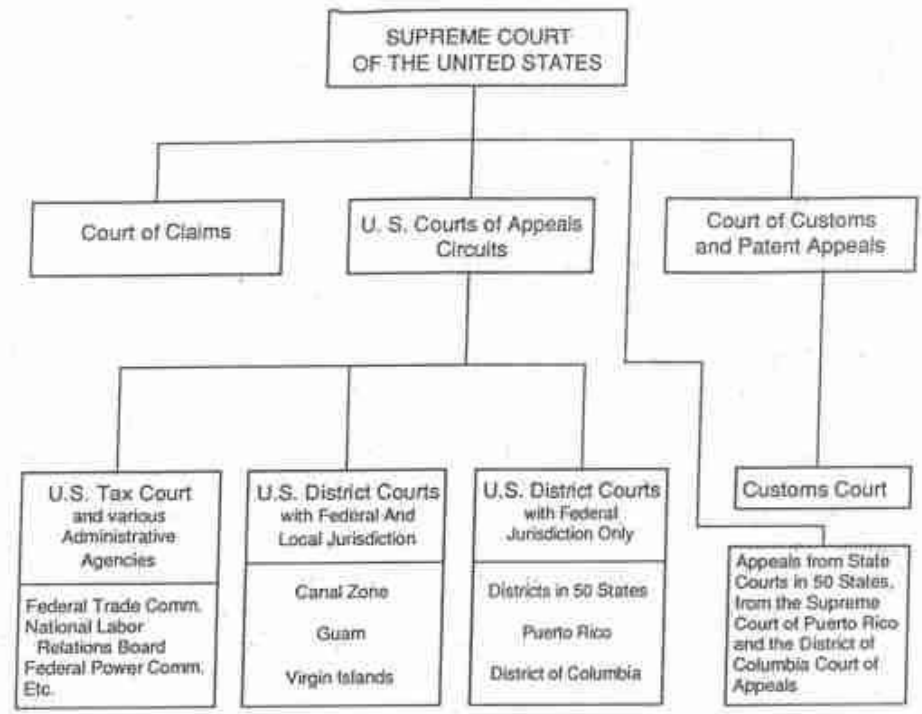 SUPREME COURT
OF THE UNITED STATES
Court of Claims
U. S. Courts of Appeals
Circuits
Court of Customs
and Patent Appeals
U.S. Tax Court
and various
Administrative
Agencies
Federal Trade Comm.
National Labor
Relations Board
Federal Power Comm.
Etc.
U.S. District Courts
with Federal And
Local Jurisdiction
Canal Zone
Guam
Virgin Islands
U.S. District Courts
with Federal
Jurisdiction Only
Districts in 50 States
Puerto Rico
District of Columbia
Customs Court
Appeals from State
Courts in 50 States,
from the Supreme
Court of Puerto Rico
and the District of
Columbia Court of
Appeals